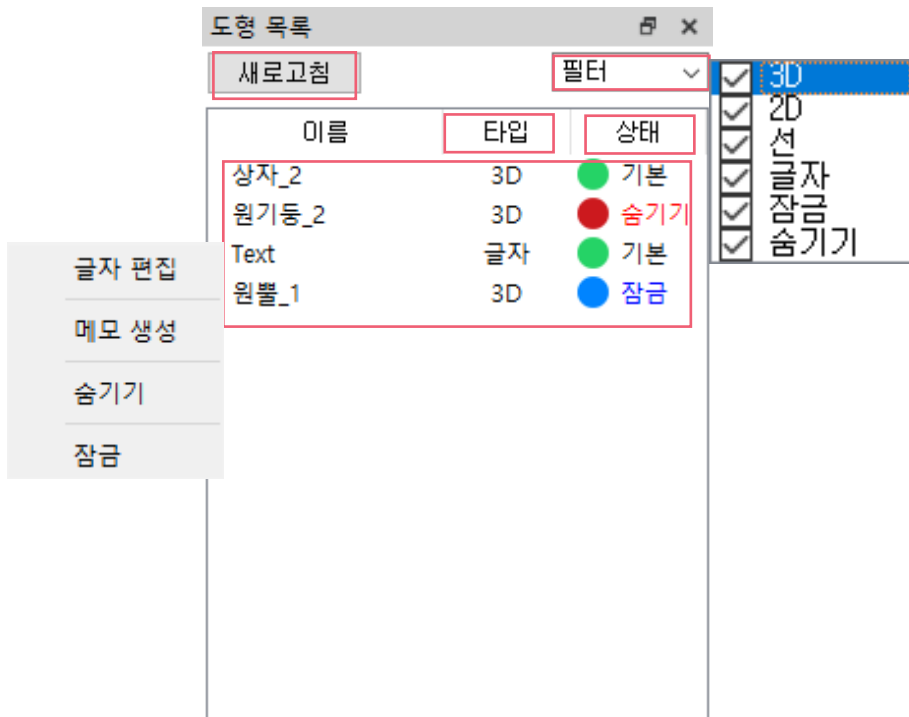 도형 목록
새로고침 필터
이름 타입 상태
상자_2 3D 기본
원기둥_2 3D 숨기기
Text 글자 기본
원뿔_1 3D 잠금
3D
2D
선
글자
잠금
숨기기
글자 편집
메모 생성
숨기기
잠금